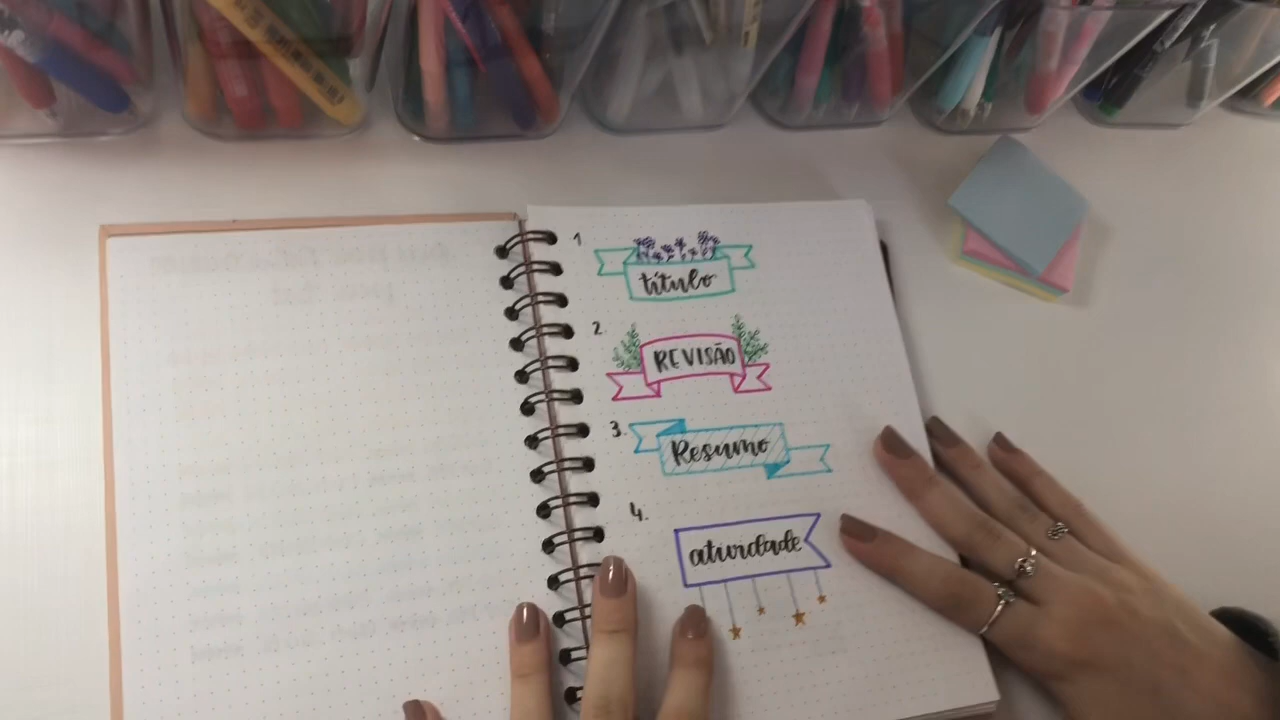 1
título
2.
REVISÃO
3.
Resumo
4.
atividade